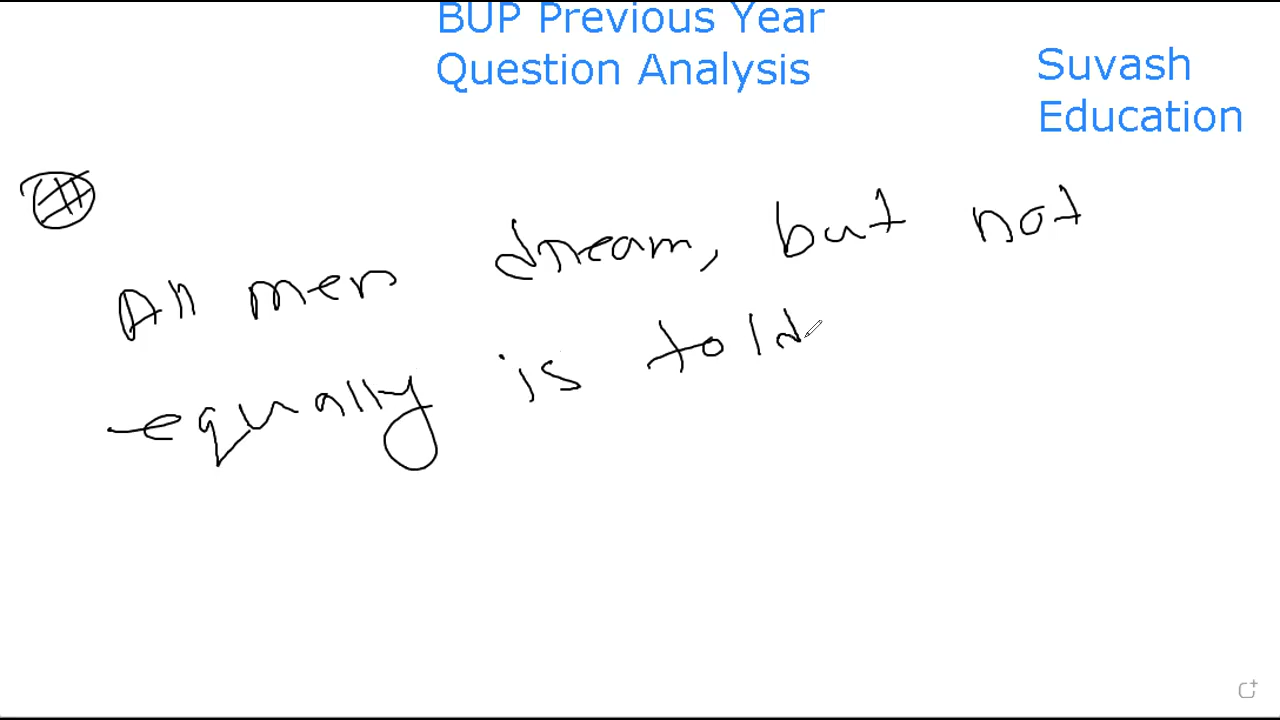 BUP Previous Year
Question Analysis
Suvash
Education
All men dream, but not
equally is told